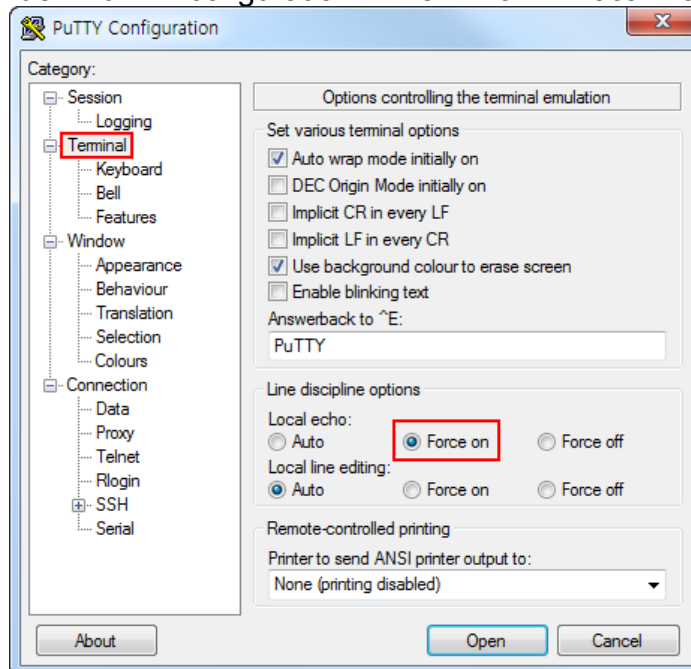 PuTTY Configuration
Category:
Session
Logging
Terminal
Keyboard
Bell
Features
Window
Appearance
Behaviour
Translation
Selection
Colours
Connection
Data
Proxy
Telnet
Rlogin
SSH
Serial
Options controlling the terminal emulation
Set various terminal options
Auto wrap mode initially on
DEC Origin Mode initially on
Implicit CR in every LF
Implicit LF in every CR
Use background colour to erase screen
Enable blinking text
Answerback to ^E:
PuTTY
Line discipline options
Local echo:
Auto Force on Force off
Local line editing:
Auto Force on Force off
Remote-controlled printing
Printer to send ANSI printer output to:
None (printing disabled)
About Open Cancel